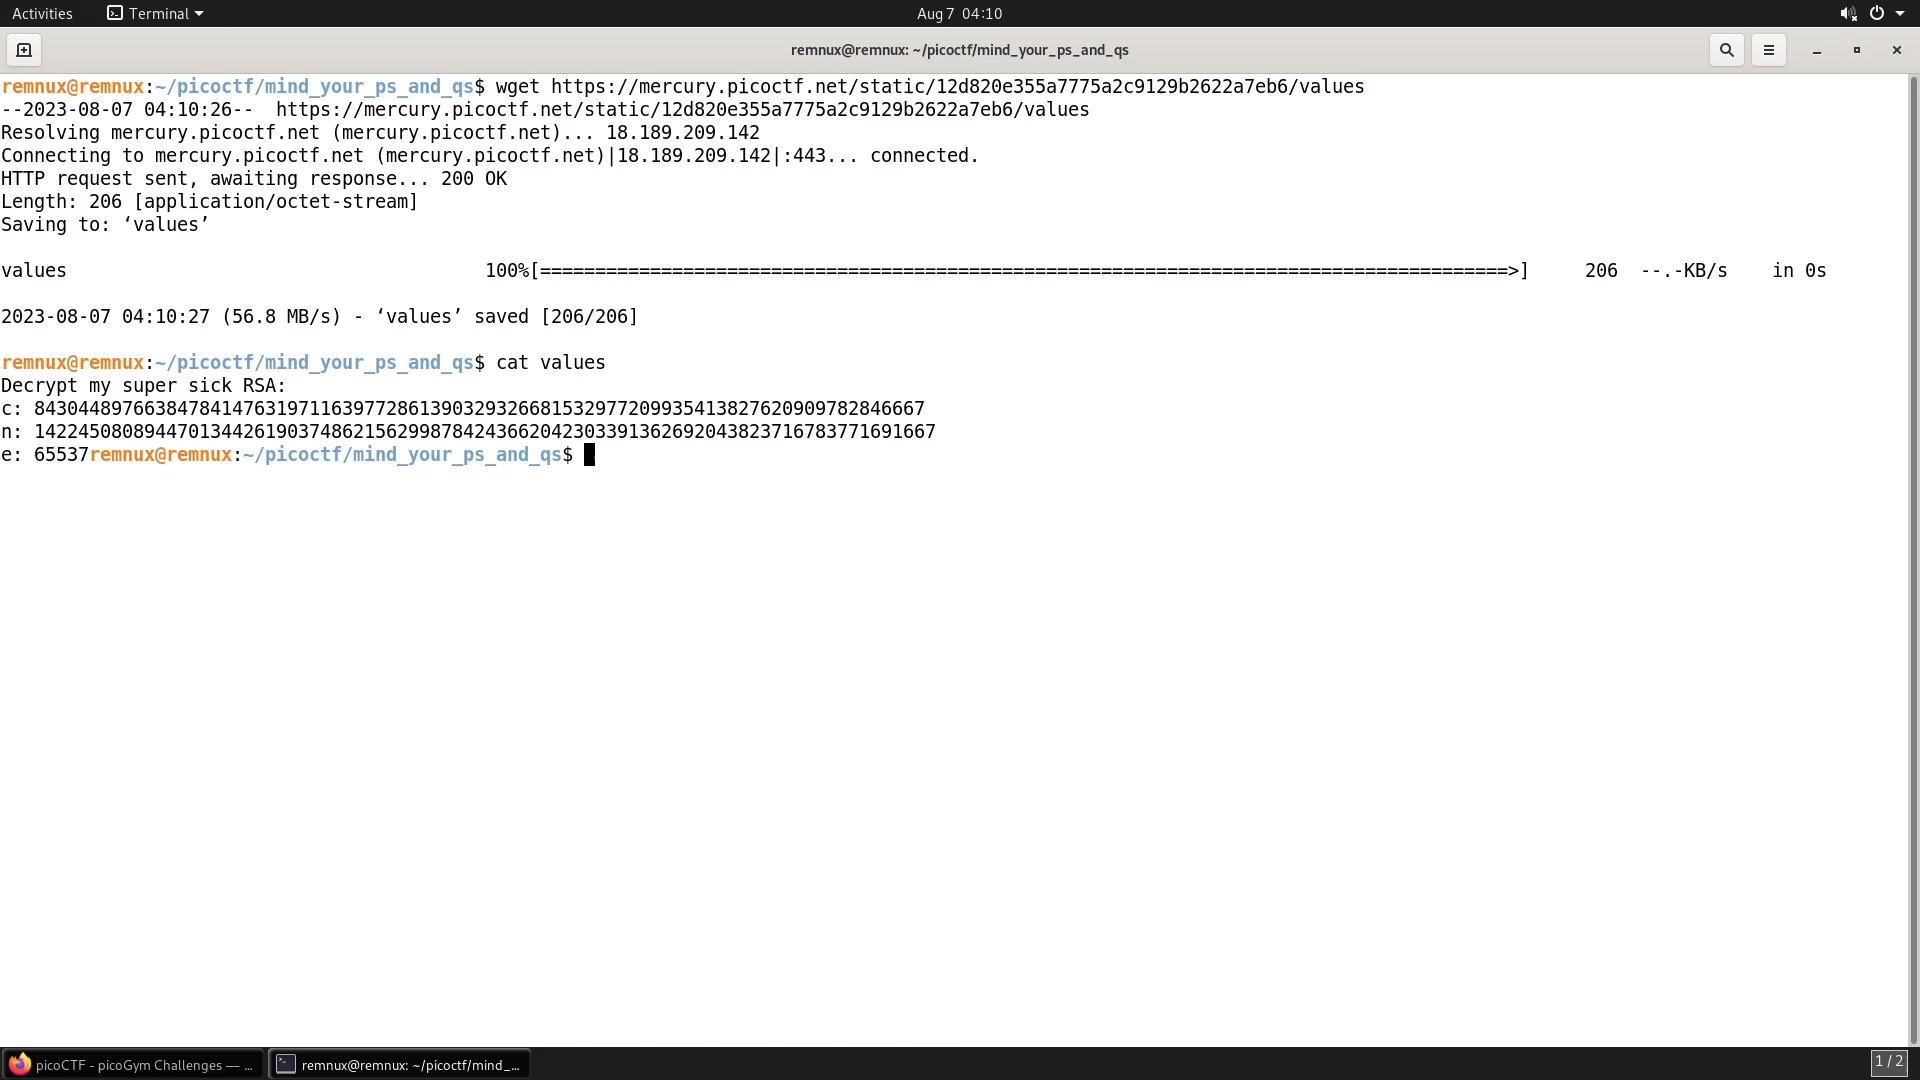 Activities
Terminal
Aug 7 04:10
remnux@remnux: ~/picoctf/mind_your_ps_and_qs
remnux@remnux:~/picoctf/mind_your_ps_and_qs$ wget https://mercury.picoctf.net/static/12d820e355a7775a2c9129b2622a7eb6/values
--2023-08-07 04:10:26--  https://mercury.picoctf.net/static/12d820e355a7775a2c9129b2622a7eb6/values
Resolving mercury.picoctf.net (mercury.picoctf.net)... 18.189.209.142
Connecting to mercury.picoctf.net (mercury.picoctf.net)|18.189.209.142|:443... connected.
HTTP request sent, awaiting response... 200 OK
Length: 206 [application/octet-stream]
Saving to: ‘values’
values 100%[========================================================================================>] 206 --.-KB/s in 0s
2023-08-07 04:10:27 (56.8 MB/s) - ‘values’ saved [206/206]
remnux@remnux:~/picoctf/mind_your_ps_and_qs$ cat values
Decrypt my super sick RSA:
c: 843044897663847841476319711639772861390329326681532977209935413827620909782846667
n: 1422450808944701344261903748621562998784243662042303391362692043823716783771691667
e: 65537remnux@remnux:~/picoctf/mind_your_ps_and_qs$
picoCTF - picoGym Challenges — ...
remnux@remnux: ~/picoctf/mind_...
1 / 2